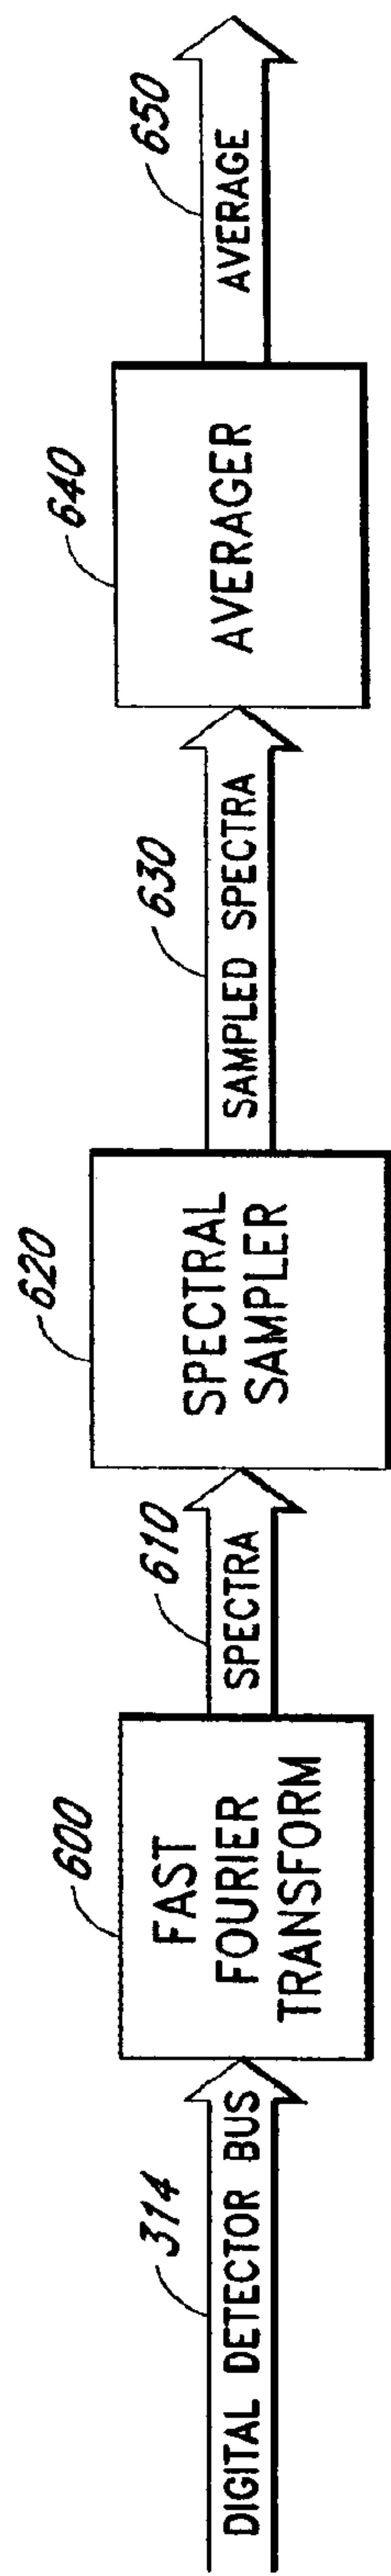 314
DIGITAL DETECTOR BUS
600
FAST
FOURIER
TRANSFORM
610
SPECTRA
620
SPECTRAL
SAMPLER
630
SAMPLED SPECTRA
640
AVERAGER
650
AVERAGE